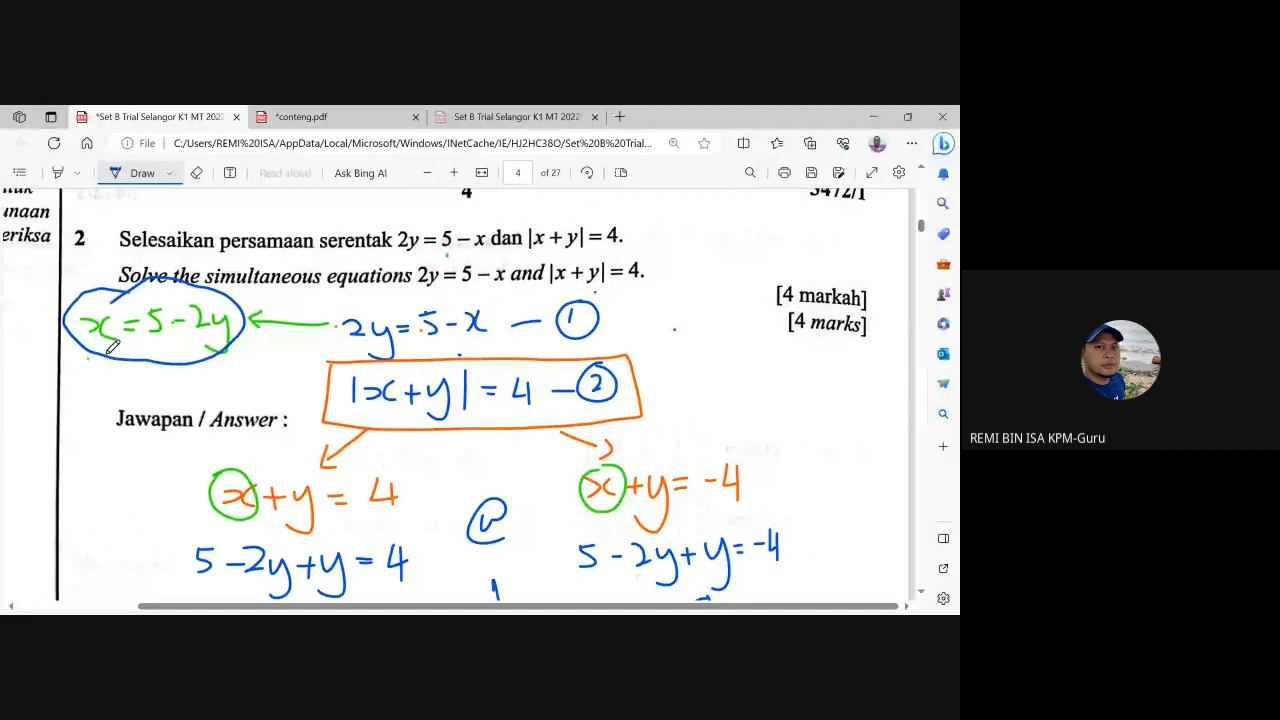 *Set B Trial Selangor K1 MT 2022
*conteng.pdf
Set B Trial Selangor K1 MT 2022
File
C:/Users/REMI%20ISA/AppData/Local/Microsoft/Windows/INetCache/IE/HJ2HC38O/Set%20B%20Trial...
Draw
Read aloud
Ask Bing AI
4 of 27
4
3472/1
unaan
eriksa
2 Selesaikan persamaan serentak 2y = 5 − x dan |x + y| = 4.
Solve the simultaneous equations 2y = 5 − x and |x + y| = 4.
[4 markah]
[4 marks]
x = 5 - 2y
2y = 5 - x — 1
|x + y| = 4 — 2
Jawapan / Answer :
x + y = 4
x + y = -4
5 - 2y + y = 4
5 - 2y + y = -4
REMI BIN ISA KPM-Guru